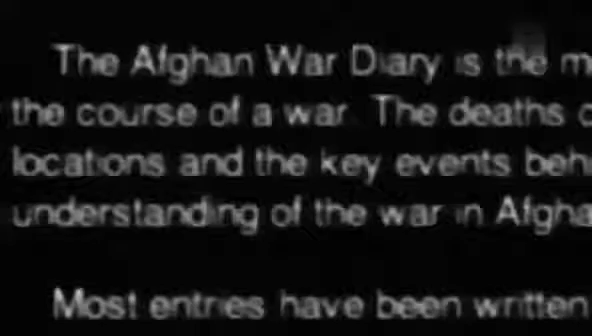 The Afghan War Diary is the m
the course of a war. The deaths
locations and the key events beh
understanding of the war in Afgha
Most entries have been written